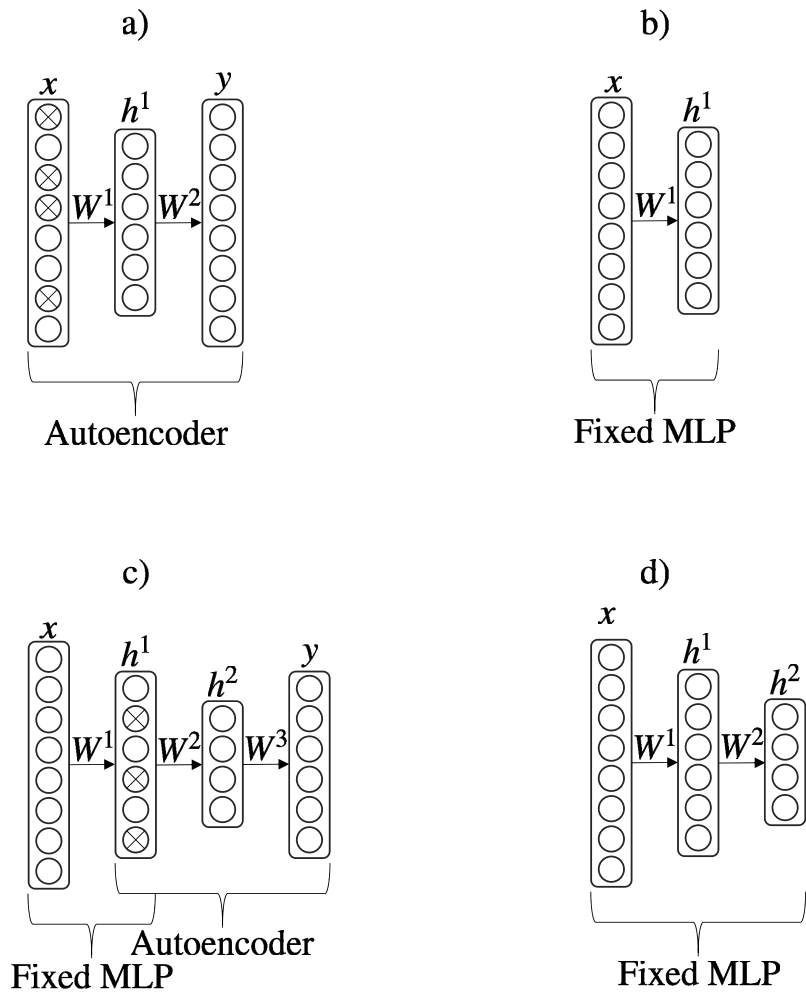 a)
x
h¹
y
W¹
W²
Autoencoder
b)
x
h¹
W¹
Fixed MLP
c)
x
h¹
h²
y
W¹
W²
W³
Autoencoder
Fixed MLP
d)
x
h¹
h²
W¹
W²
Fixed MLP